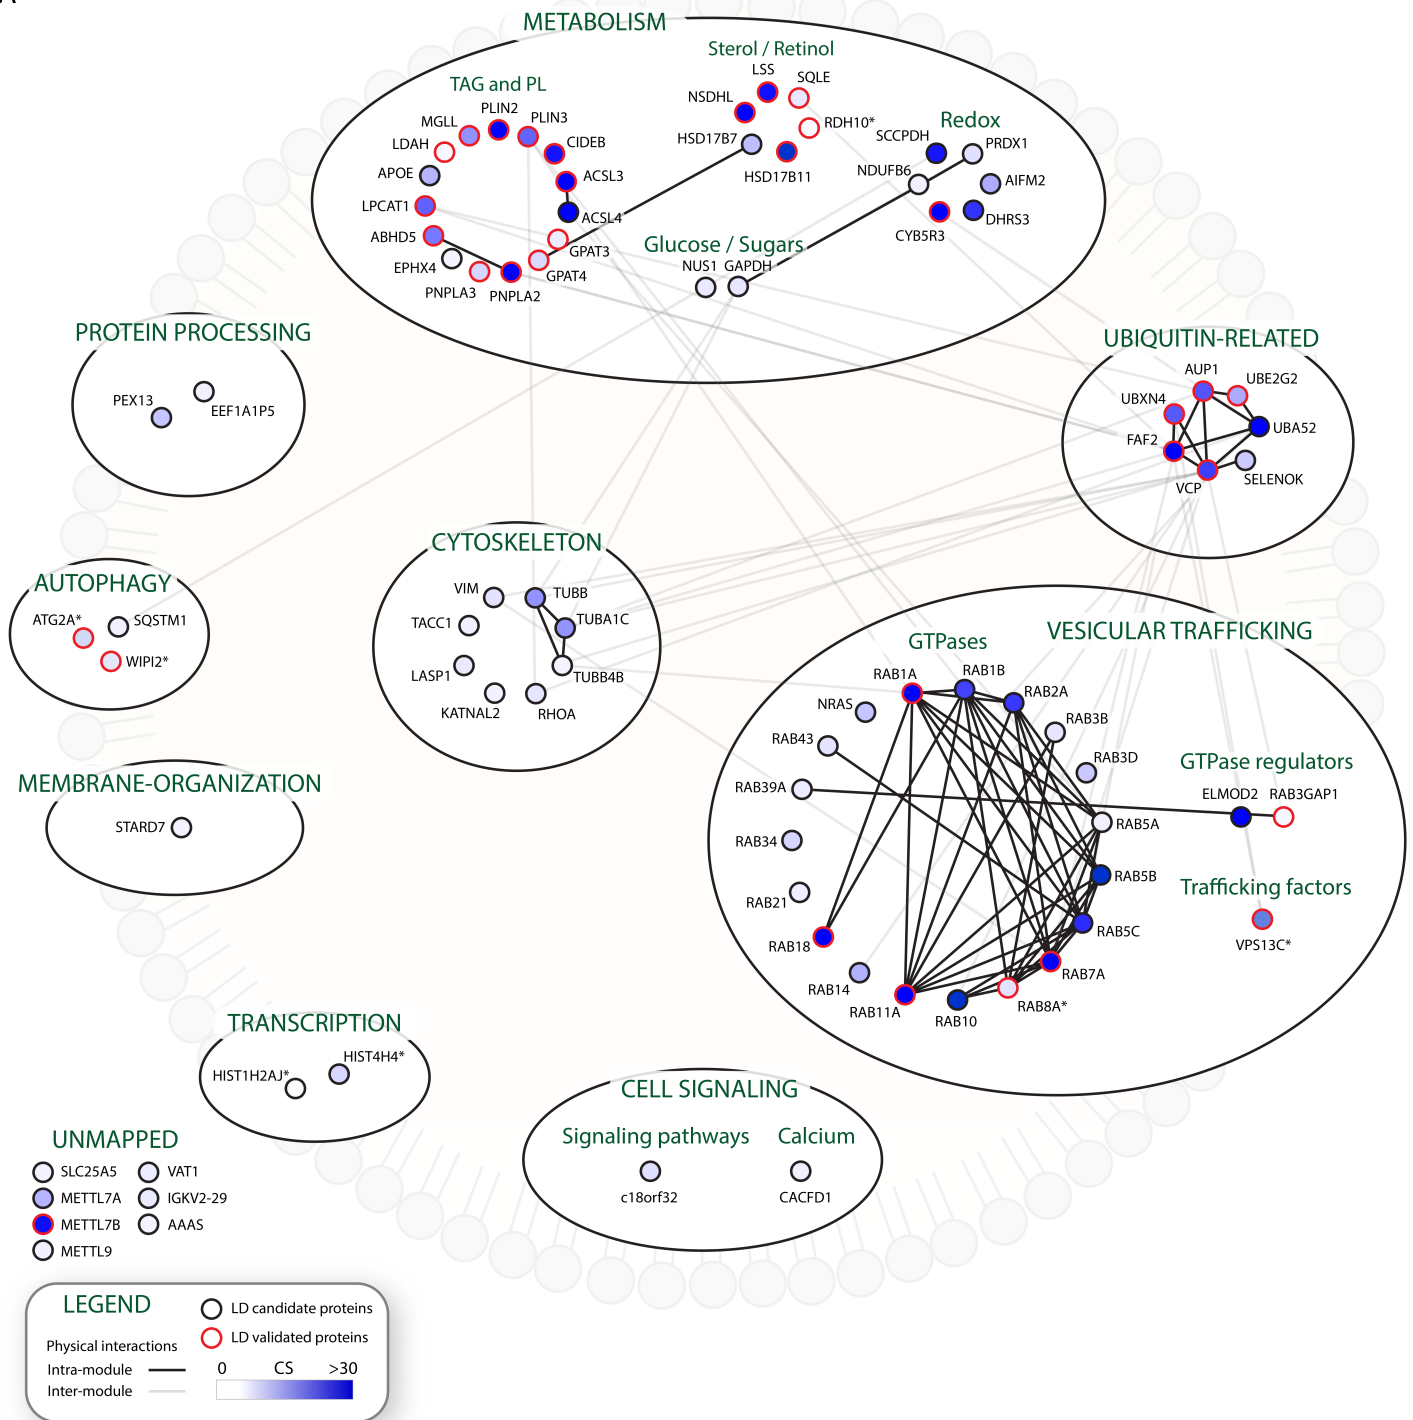 METABOLISM
TAG and PL
PLIN2
PLIN3
MGLL
CIDEB
LDAH
ACSL3
APOE
ACSL4
LPCAT1
ABHD5
GPAT3
EPHX4
GPAT4
PNPLA3
PNPLA2
Sterol / Retinol
LSS
SQLE
NSDHL
RDH10*
HSD17B7
HSD17B11
Redox
SCCPDH
PRDX1
NDUFB6
AIFM2
DHRS3
CYB5R3
Glucose / Sugars
NUS1
GAPDH
PROTEIN PROCESSING
PEX13
EEF1A1P5
UBIQUITIN-RELATED
AUP1
UBE2G2
UBXN4
UBA52
FAF2
SELENOK
VCP
AUTOPHAGY
ATG2A*
SQSTM1
WIPI2*
CYTOSKELETON
VIM
TUBB
TACC1
TUBA1C
LASP1
TUBB4B
KATNAL2
RHOA
VESICULAR TRAFFICKING
GTPases
RAB1A
RAB1B
RAB2A
NRAS
RAB3B
RAB43
RAB3D
RAB39A
RAB5A
RAB34
RAB5B
RAB21
RAB5C
RAB18
RAB7A
RAB14
RAB8A*
RAB11A
RAB10
GTPase regulators
ELMOD2
RAB3GAP1
Trafficking factors
VPS13C*
MEMBRANE-ORGANIZATION
STARD7
TRANSCRIPTION
HIST4H4*
HIST1H2AJ*
CELL SIGNALING
Signaling pathways
Calcium
c18orf32
CACFD1
UNMAPPED
SLC25A5
VAT1
METTL7A
IGKV2-29
METTL7B
AAAS
METTL9
LEGEND
LD candidate proteins
LD validated proteins
Physical interactions
Intra-module
Inter-module
0 CS >30